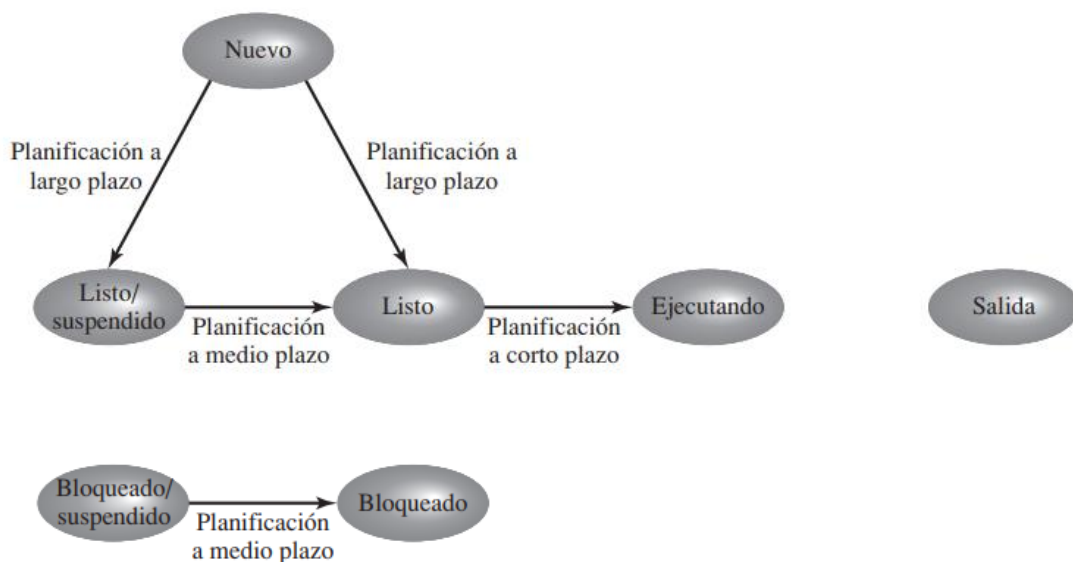 Nuevo
Planificación a
largo plazo
Planificación a
largo plazo
Listo/
suspendido
Planificación
a medio plazo
Listo
Planificación
a corto plazo
Ejecutando
Salida
Bloqueado/
suspendido
Planificación
a medio plazo
Bloqueado